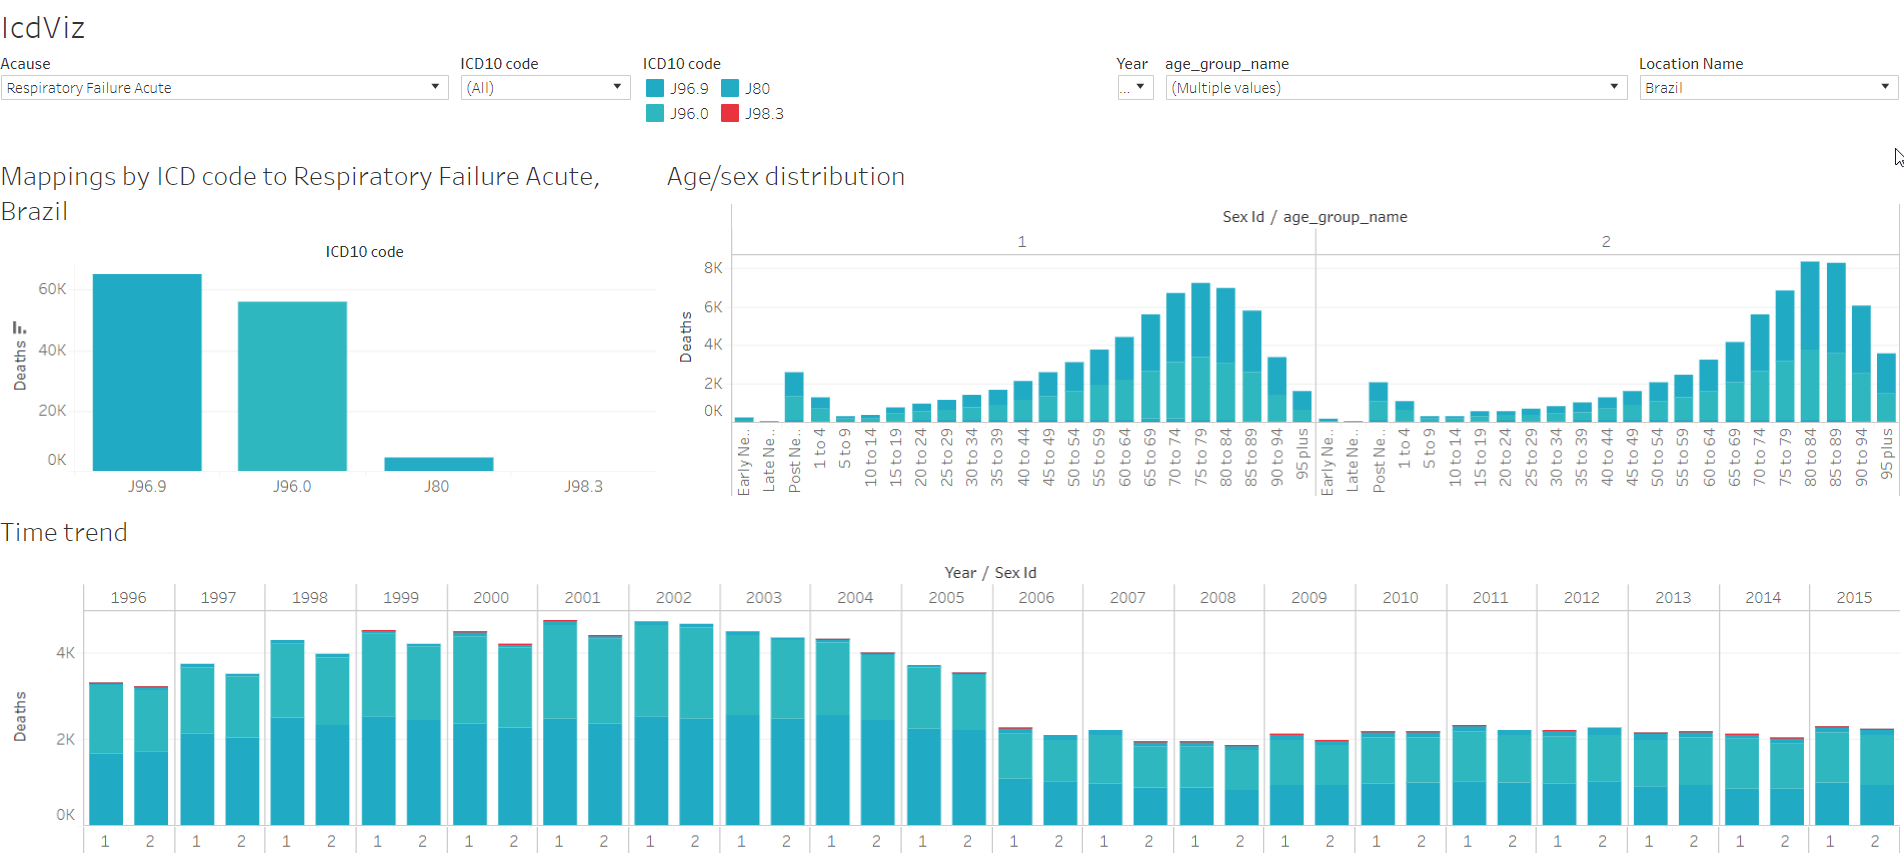 IcdViz
Acause
ICD10 code
ICD10 code
Year
age_group_name
Location Name
Respiratory Failure Acute
(All)
J96.9
J80
J96.0
J98.3
...
(Multiple values)
Brazil
Mappings by ICD code to Respiratory Failure Acute,
Brazil
ICD10 code
Deaths
60K
40K
20K
0K
J96.9 J96.0 J80 J98.3
Age/sex distribution
Sex Id / age_group_name
1 2
Deaths
8K
6K
4K
2K
0K
Early Ne.. Late Ne.. Post Ne.. 1 to 4 5 to 9 10 to 14 15 to 19 20 to 24 25 to 29 30 to 34 35 to 39 40 to 44 45 to 49 50 to 54 55 to 59 60 to 64 65 to 69 70 to 74 75 to 79 80 to 84 85 to 89 90 to 94 95 plus
Early Ne.. Late Ne.. Post Ne.. 1 to 4 5 to 9 10 to 14 15 to 19 20 to 24 25 to 29 30 to 34 35 to 39 40 to 44 45 to 49 50 to 54 55 to 59 60 to 64 65 to 69 70 to 74 75 to 79 80 to 84 85 to 89 90 to 94 95 plus
Time trend
Year / Sex Id
1996 1997 1998 1999 2000 2001 2002 2003 2004 2005 2006 2007 2008 2009 2010 2011 2012 2013 2014 2015
Deaths
4K
2K
0K
1 2 1 2 1 2 1 2 1 2 1 2 1 2 1 2 1 2 1 2 1 2 1 2 1 2 1 2 1 2 1 2 1 2 1 2 1 2 1 2